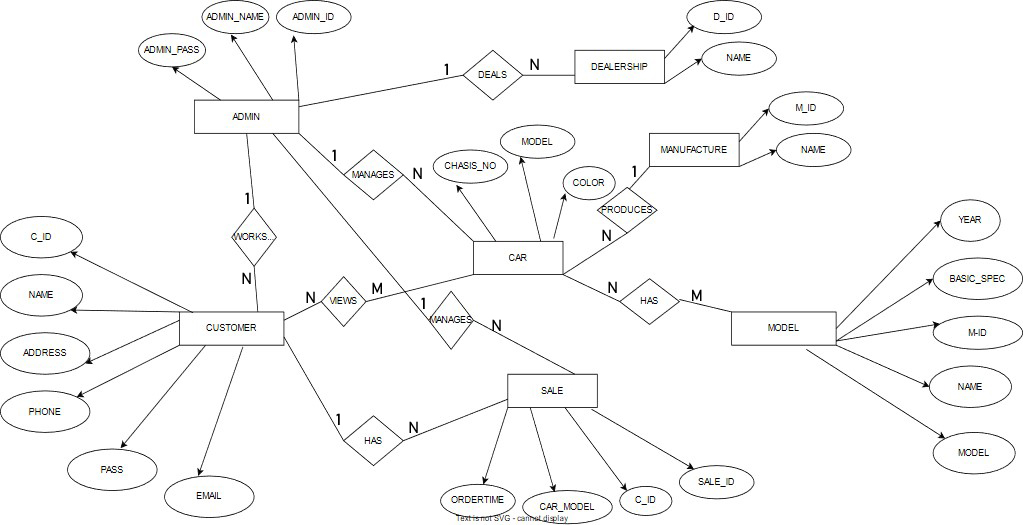 ADMIN_NAME
ADMIN_ID
D_ID
ADMIN_PASS
NAME
1
DEALS
N
DEALERSHIP
ADMIN
M_ID
MODEL
MANUFACTURE
NAME
1
MANAGES
N
CHASIS_NO
COLOR
1
PRODUCES
N
1
WORKS...
N
CAR
YEAR
C_ID
BASIC_SPEC
NAME
N
VIEWS
M
1
MANAGES
N
N
HAS
M
CUSTOMER
MODEL
M-ID
ADDRESS
NAME
SALE
PHONE
1
HAS
N
MODEL
PASS
EMAIL
SALE_ID
ORDERTIME
CAR_MODEL
C_ID
Text is not SVG - cannot display